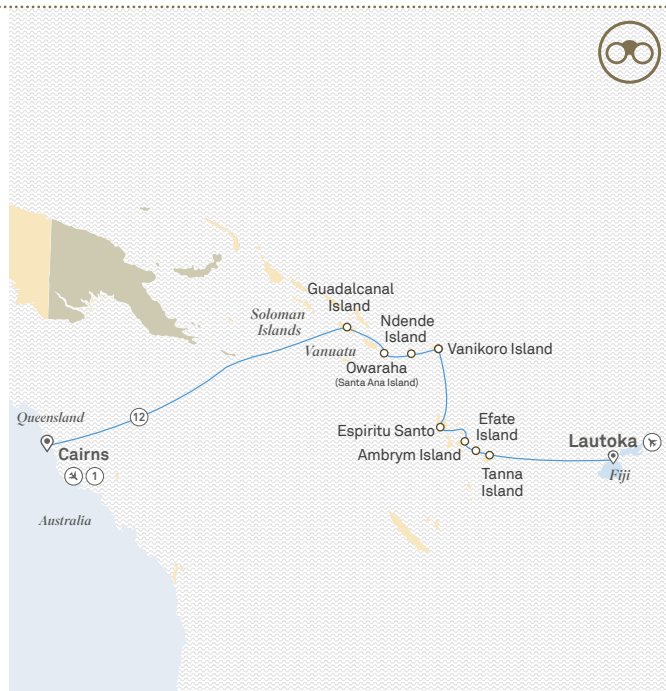 Guadalcanal
Island
Soloman
Islands
Ndende
Island
Vanuatu
Vanikoro Island
Owaraha
(Santa Ana Island)
Queensland
12
Espiritu Santo
Efate
Island
Lautoka
Cairns
Ambrym Island
1
Tanna
Island
Fiji
Australia